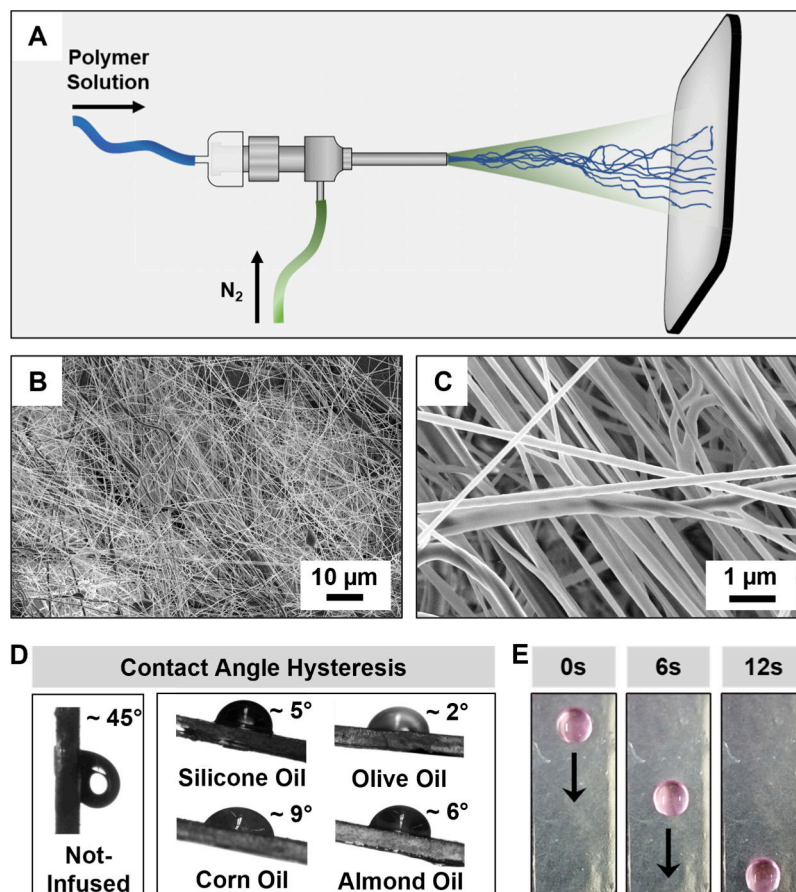 A
Polymer
Solution
N₂
B
10 µm
C
1 µm
D
Contact Angle Hysteresis
~ 45°
Not-
Infused
~ 5°
Silicone Oil
~ 2°
Olive Oil
~ 9°
Corn Oil
~ 6°
Almond Oil
E
0s
6s
12s